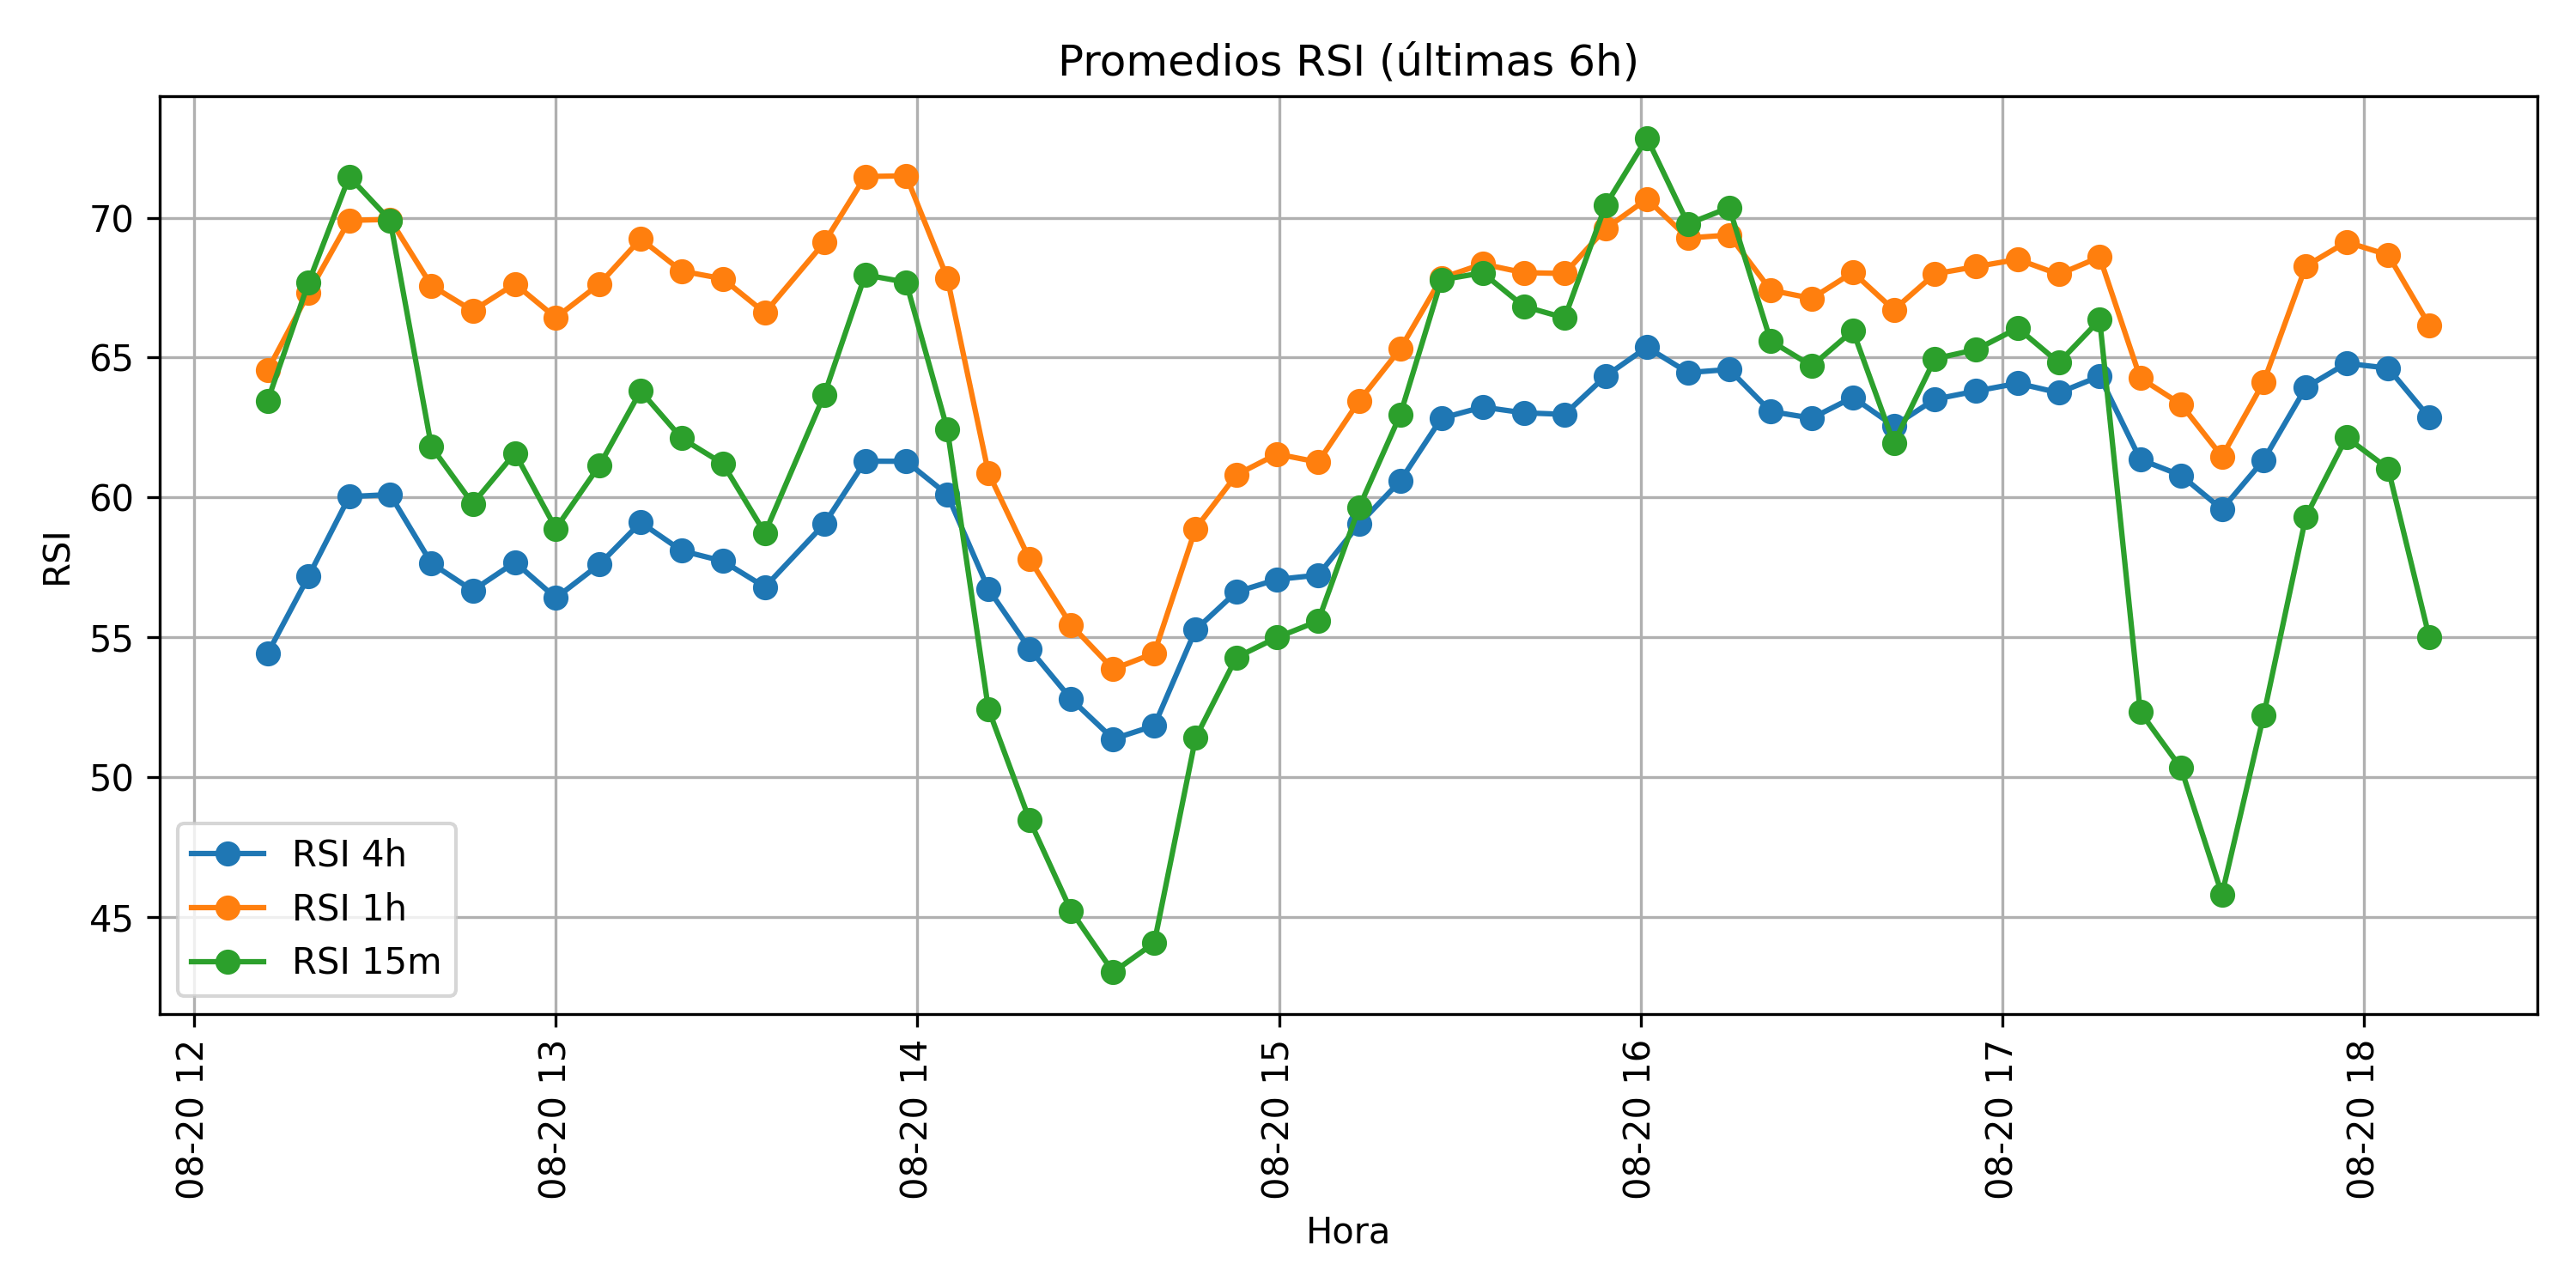 Promedios RSI (últimas 6h)
RSI
70
65
60
55
50
45
RSI 4h
RSI 1h
RSI 15m
08-20 12
08-20 13
08-20 14
08-20 15
08-20 16
08-20 17
08-20 18
Hora